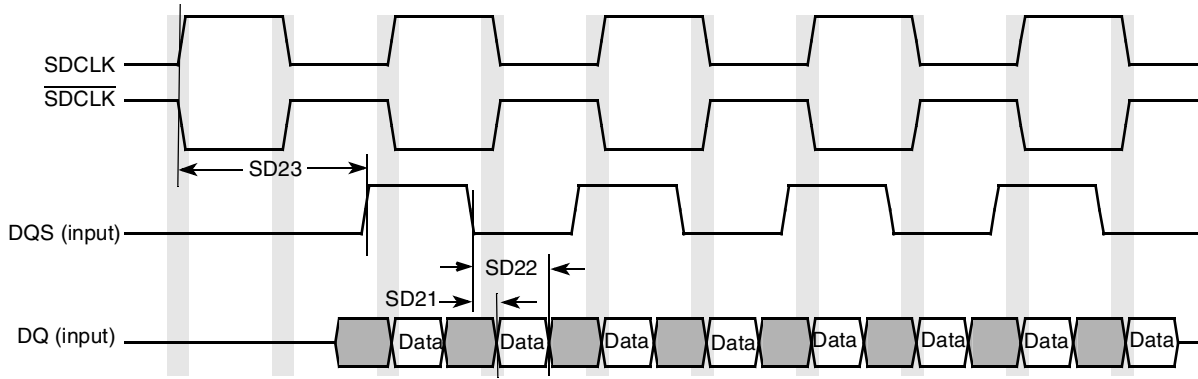 SDCLK
SDCLK
SD23
DQS (input)
SD22
SD21
DQ (input)
Data Data Data Data Data Data Data Data